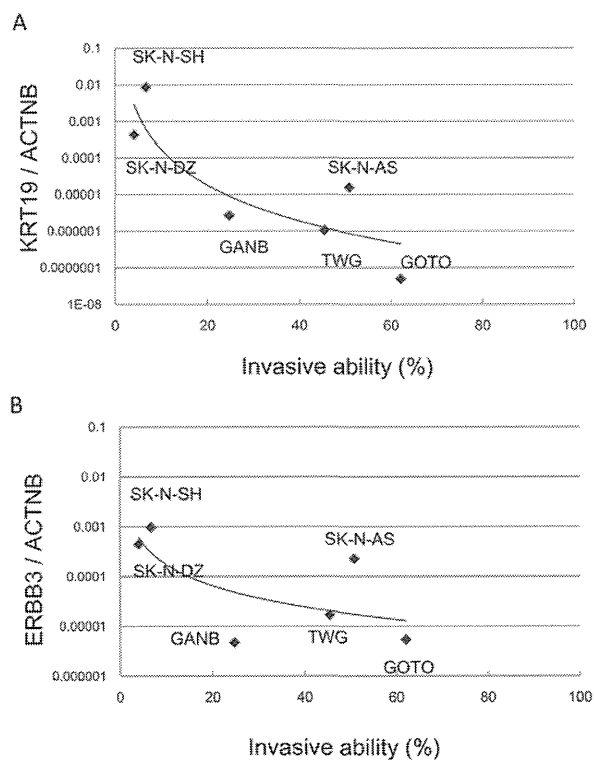 A
KRT19 / ACTNB
0.1
0.01
0.001
0.0001
0.00001
0.000001
0.0000001
1E-08
SK-N-SH
SK-N-DZ
SK-N-AS
GANB
TWG
GOTO
0 20 40 60 80 100
Invasive ability (%)
B
ERBB3 / ACTNB
0.1
0.01
0.001
0.0001
0.00001
0.000001
SK-N-SH
SK-N-AS
SK-N-DZ
GANB
TWG
GOTO
0 20 40 60 80 100
Invasive ability (%)